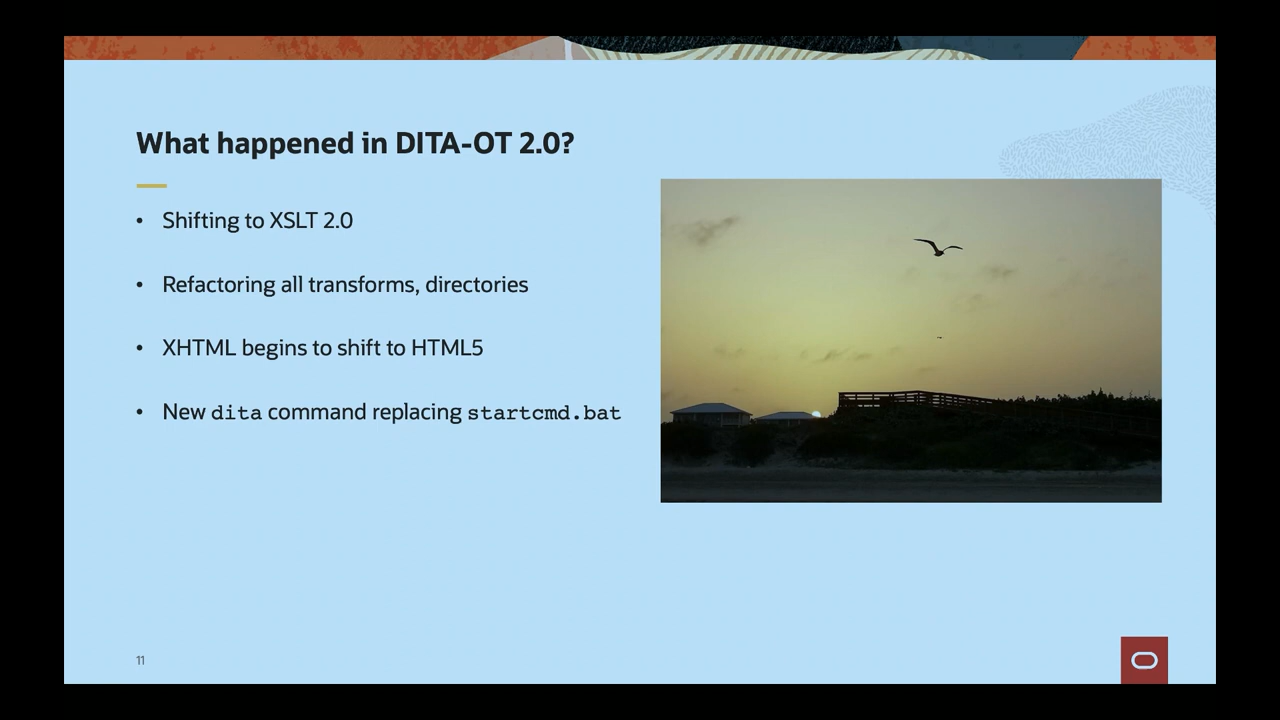 What happened in DITA-OT 2.0?
• Shifting to XSLT 2.0
• Refactoring all transforms, directories
• XHTML begins to shift to HTML5
• New dita command replacing startcmd.bat
11